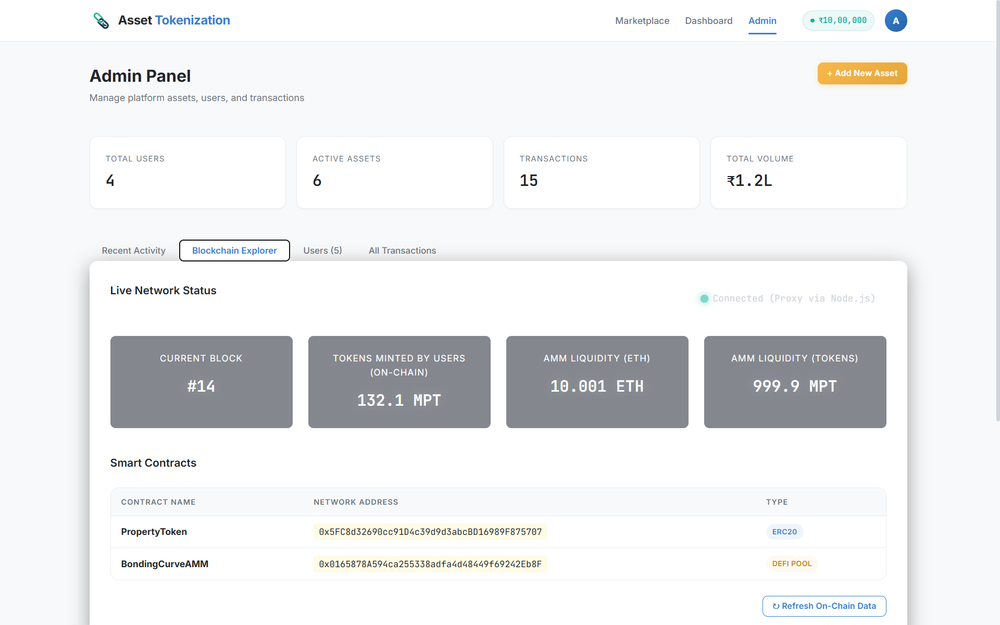 Asset Tokenization
Marketplace
Dashboard
Admin
₹10,00,000
A
Admin Panel
Manage platform assets, users, and transactions
+ Add New Asset
TOTAL USERS
4
ACTIVE ASSETS
6
TRANSACTIONS
15
TOTAL VOLUME
₹1.2L
Recent Activity
Blockchain Explorer
Users (5)
All Transactions
Live Network Status
Connected (Proxy via Node.js)
CURRENT BLOCK
#14
TOKENS MINTED BY USERS
(ON-CHAIN)
132.1 MPT
AMM LIQUIDITY (ETH)
10.001 ETH
AMM LIQUIDITY (TOKENS)
999.9 MPT
Smart Contracts
CONTRACT NAME
NETWORK ADDRESS
TYPE
PropertyToken
0x5FC8d32690cc91D4c39d9d3abcBD16989F875707
ERC20
BondingCurveAMM
0x0165878A594ca255338adfa4d48449f69242Eb8F
DEFI POOL
↻ Refresh On-Chain Data